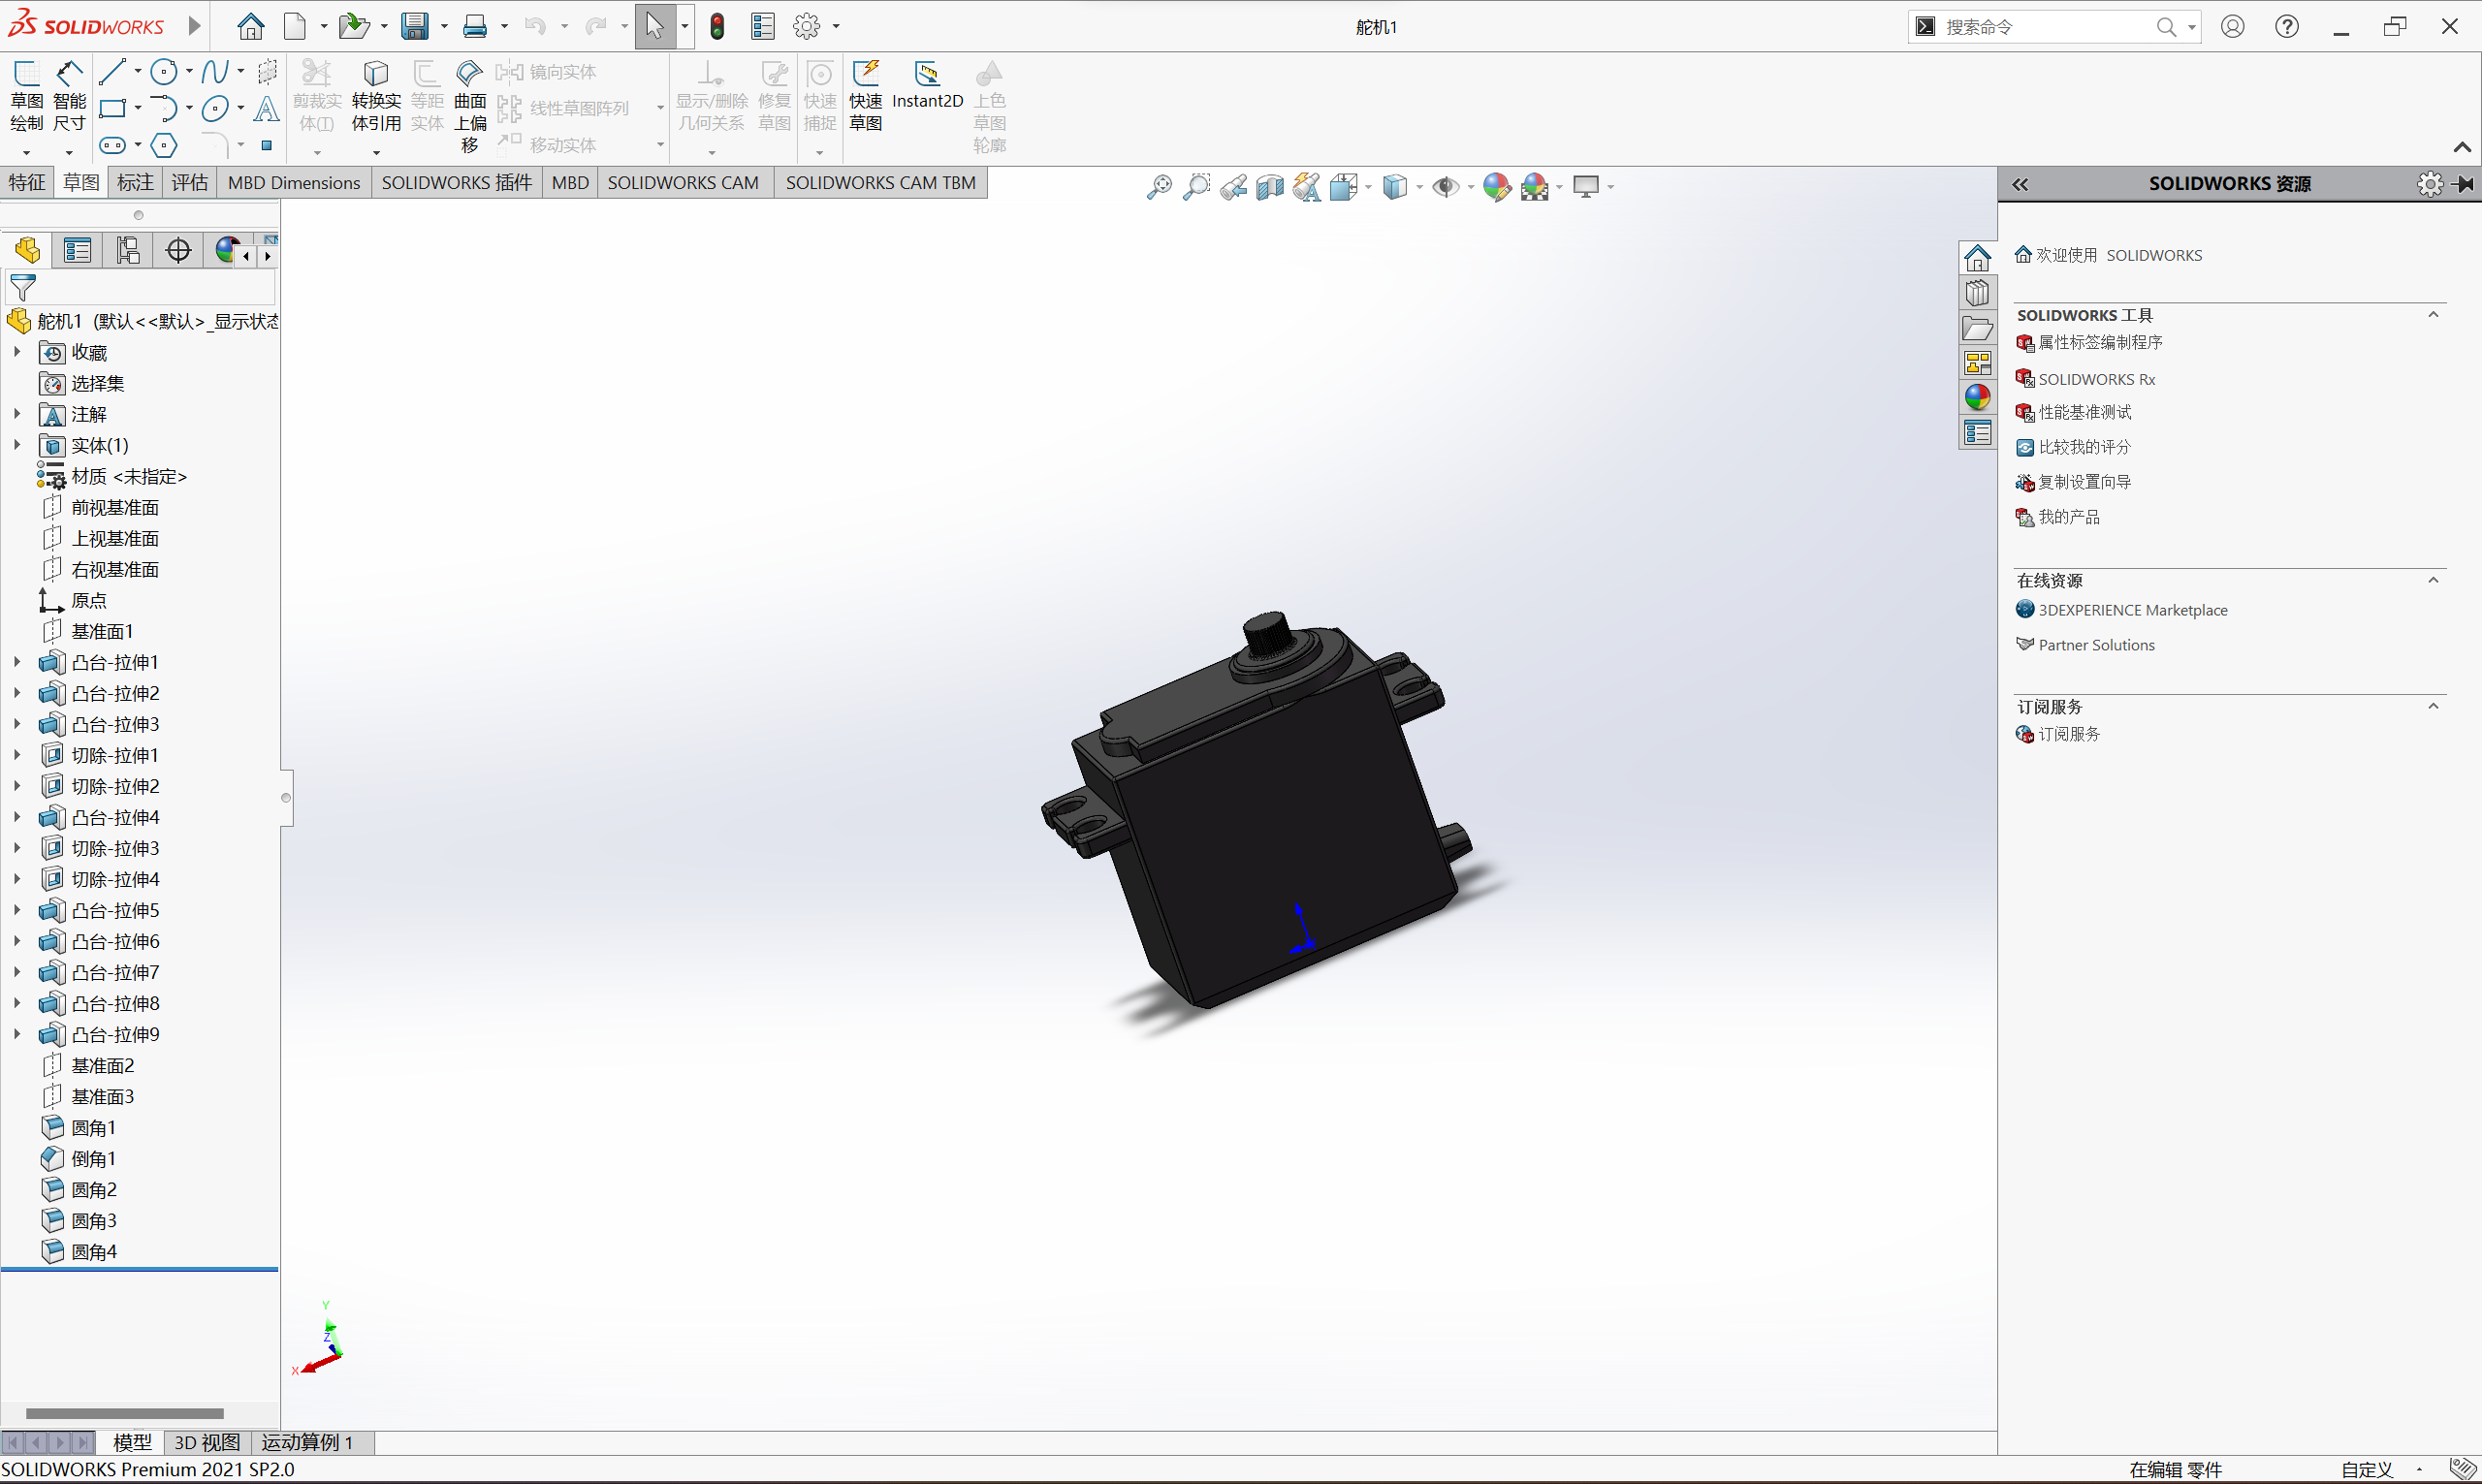 SOLIDWORKS
舵机1
搜索命令
草图绘制
智能尺寸
剪裁实体(T)
转换实体引用
等距实体
曲面上偏移
镜向实体
线性草图阵列
移动实体
显示/删除几何关系
修复草图
快速捕捉
快速草图
Instant2D
上色草图轮廓
特征 草图 标注 评估 MBD Dimensions SOLIDWORKS 插件 MBD SOLIDWORKS CAM SOLIDWORKS CAM TBM
舵机1 (默认<<默认>_显示状态
收藏
选择集
注解
实体(1)
材质 <未指定>
前视基准面
上视基准面
右视基准面
原点
基准面1
凸台-拉伸1
凸台-拉伸2
凸台-拉伸3
切除-拉伸1
切除-拉伸2
凸台-拉伸4
切除-拉伸3
切除-拉伸4
凸台-拉伸5
凸台-拉伸6
凸台-拉伸7
凸台-拉伸8
凸台-拉伸9
基准面2
基准面3
圆角1
倒角1
圆角2
圆角3
圆角4
Y
Z
X
SOLIDWORKS 资源
欢迎使用 SOLIDWORKS
SOLIDWORKS 工具
属性标签编制程序
SOLIDWORKS Rx
性能基准测试
比较我的评分
复制设置向导
我的产品
在线资源
3DEXPERIENCE Marketplace
Partner Solutions
订阅服务
订阅服务
模型 3D 视图 运动算例 1
SOLIDWORKS Premium 2021 SP2.0
在编辑 零件
自定义